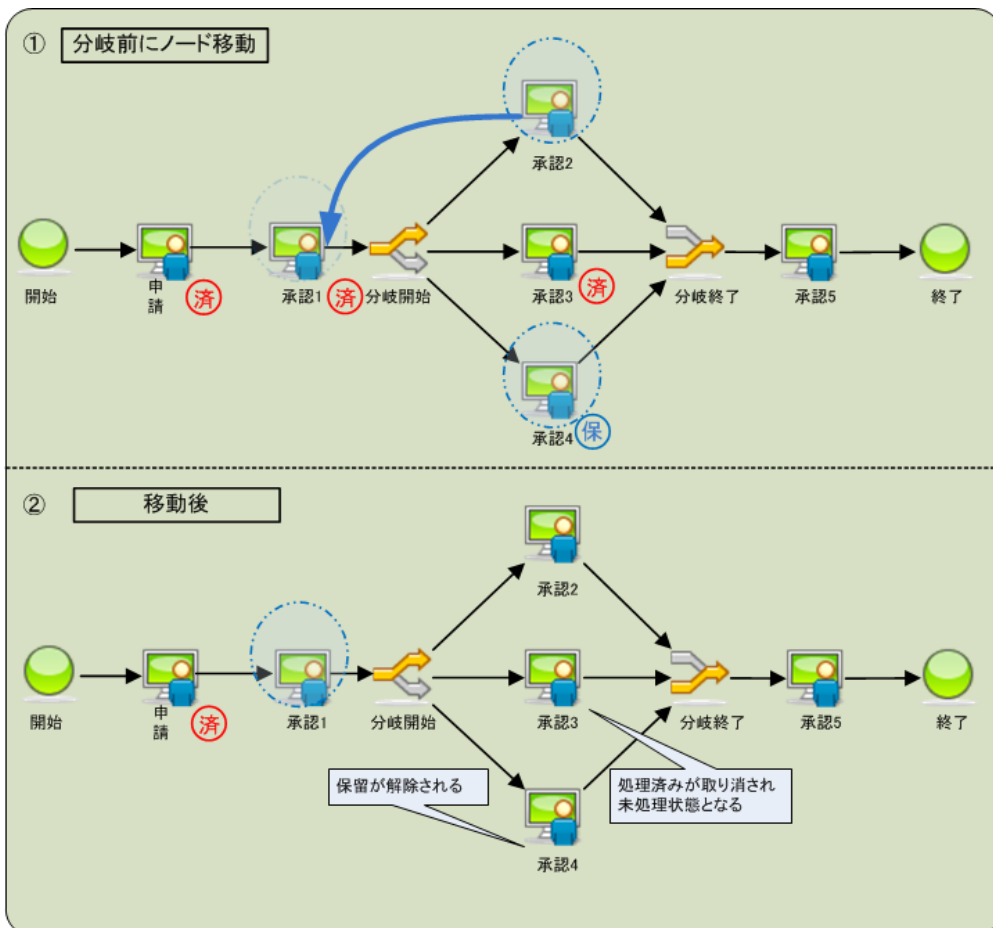 ① 分岐前にノード移動
承認2
開始
申
請
済
承認1
済
分岐開始
承認3
済
分岐終了
承認5
終了
承認4
保
② 移動後
承認2
開始
申
請
済
承認1
分岐開始
承認3
分岐終了
承認5
終了
保留が解除される
処理済みが取り消され
未処理状態となる
承認4